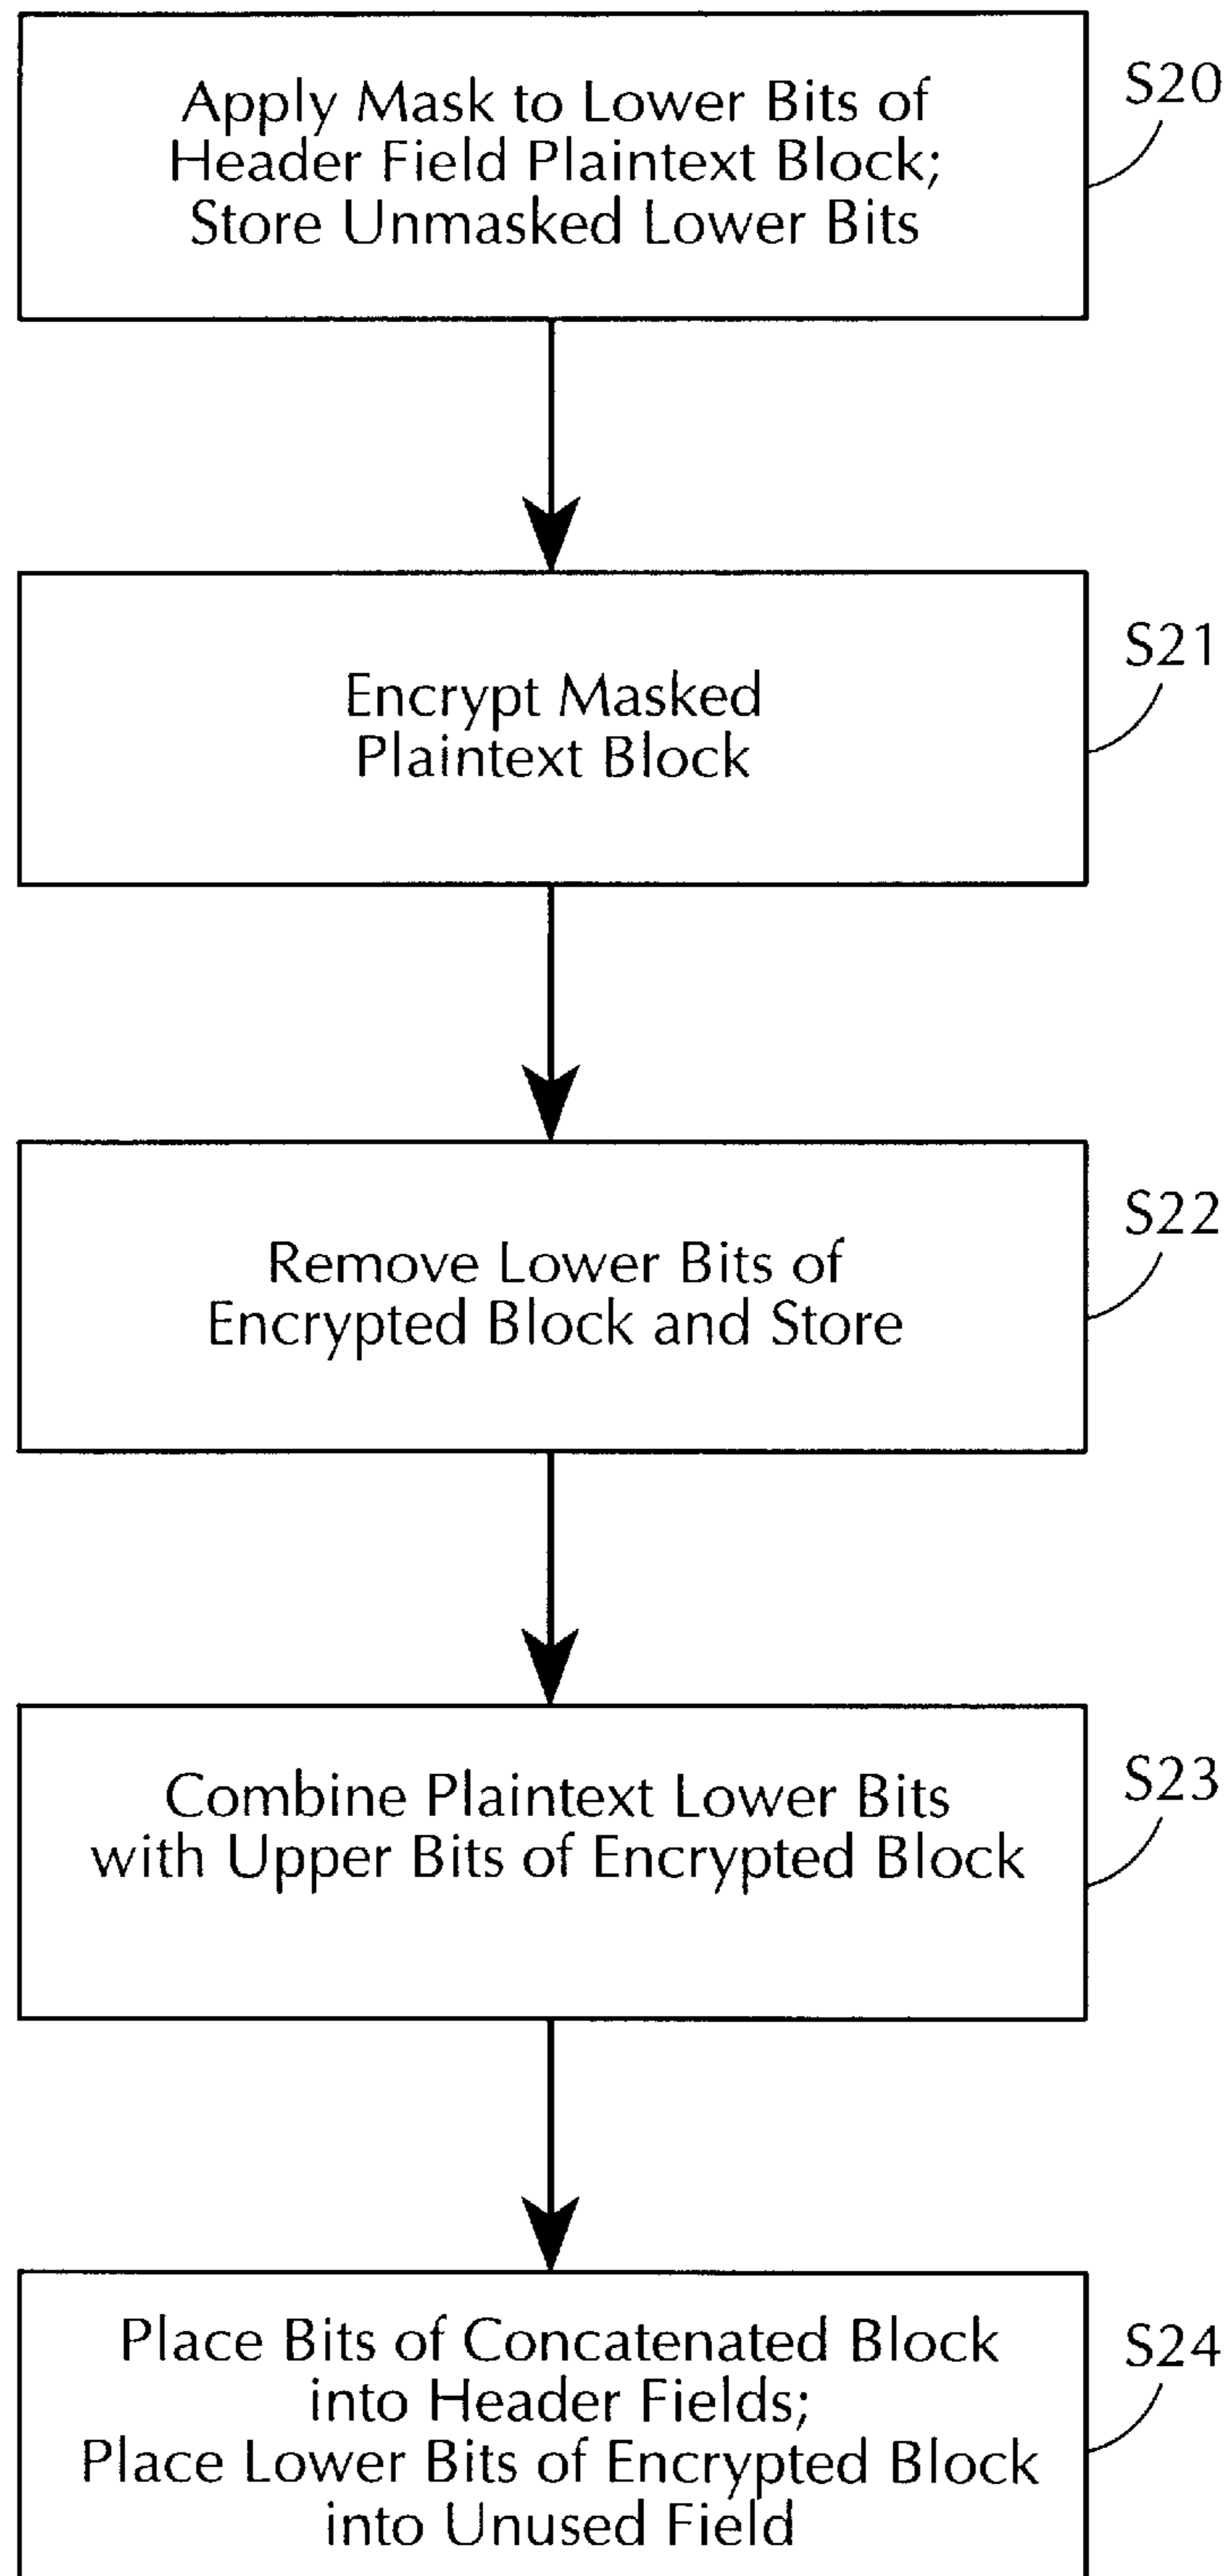 Apply Mask to Lower Bits of
Header Field Plaintext Block;
Store Unmasked Lower Bits
S20
Encrypt Masked
Plaintext Block
S21
Remove Lower Bits of
Encrypted Block and Store
S22
Combine Plaintext Lower Bits
with Upper Bits of Encrypted Block
S23
Place Bits of Concatenated Block
into Header Fields;
Place Lower Bits of Encrypted Block
into Unused Field
S24